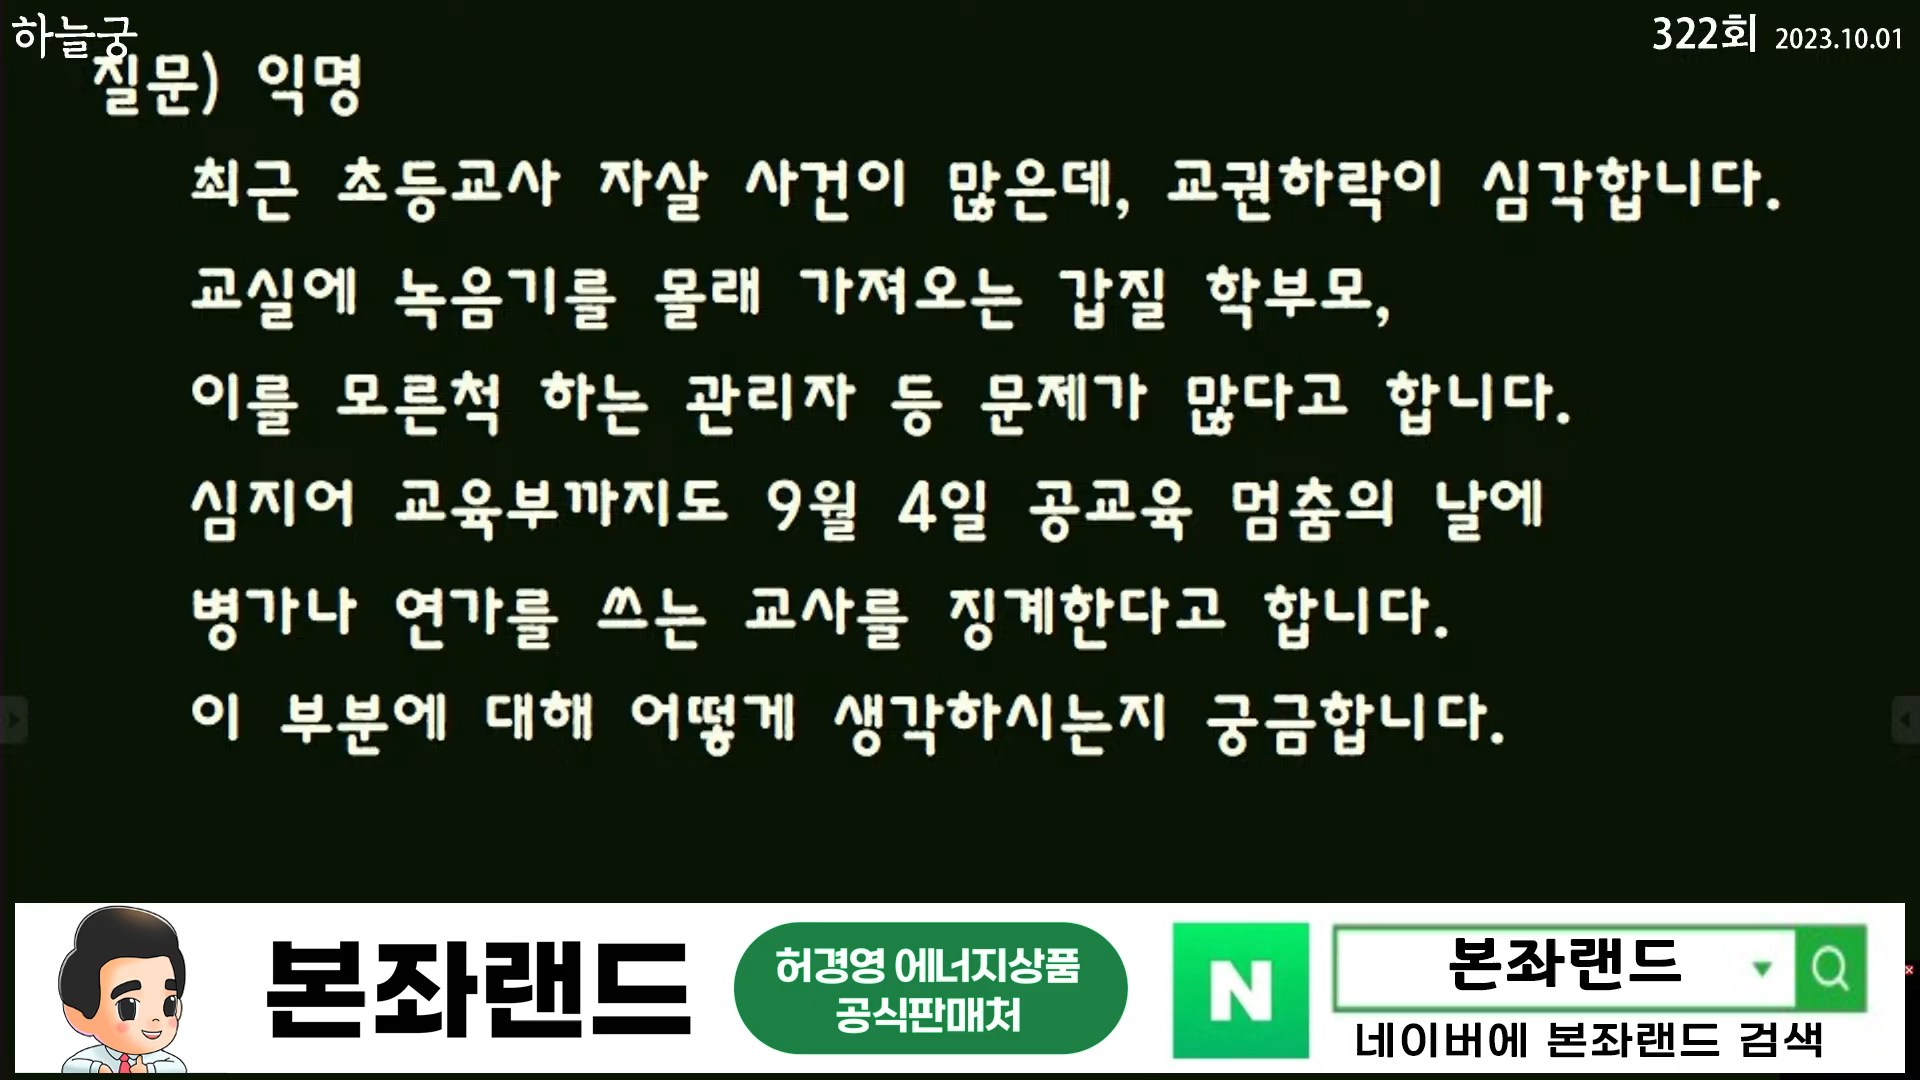 하늘궁
322회 2023.10.01
질문) 익명
최근 초등교사 자살 사건이 많은데, 교권하락이 심각합니다.
교실에 녹음기를 몰래 가져오는 갑질 학부모,
이를 모른척 하는 관리자 등 문제가 많다고 합니다.
심지어 교육부까지도 9월 4일 공교육 멈춤의 날에
병가나 연가를 쓰는 교사를 징계한다고 합니다.
이 부분에 대해 어떻게 생각하시는지 궁금합니다.
본좌랜드
허경영 에너지상품
공식판매처
N
본좌랜드
네이버에 본좌랜드 검색